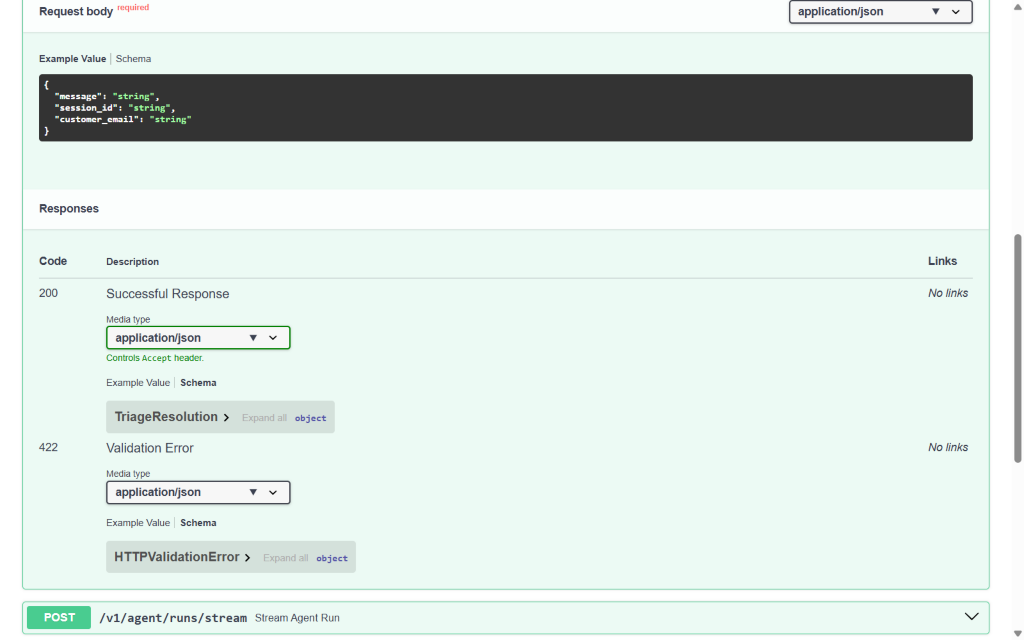 Request body required
application/json
Example Value | Schema
{
  "message": "string",
  "session_id": "string",
  "customer_email": "string"
}
Responses
Code Description Links
200 Successful Response No links
Media type
application/json
Controls Accept header.
Example Value | Schema
TriageResolution Expand all object
422 Validation Error No links
Media type
application/json
Example Value | Schema
HTTPValidationError Expand all object
POST /v1/agent/runs/stream Stream Agent Run